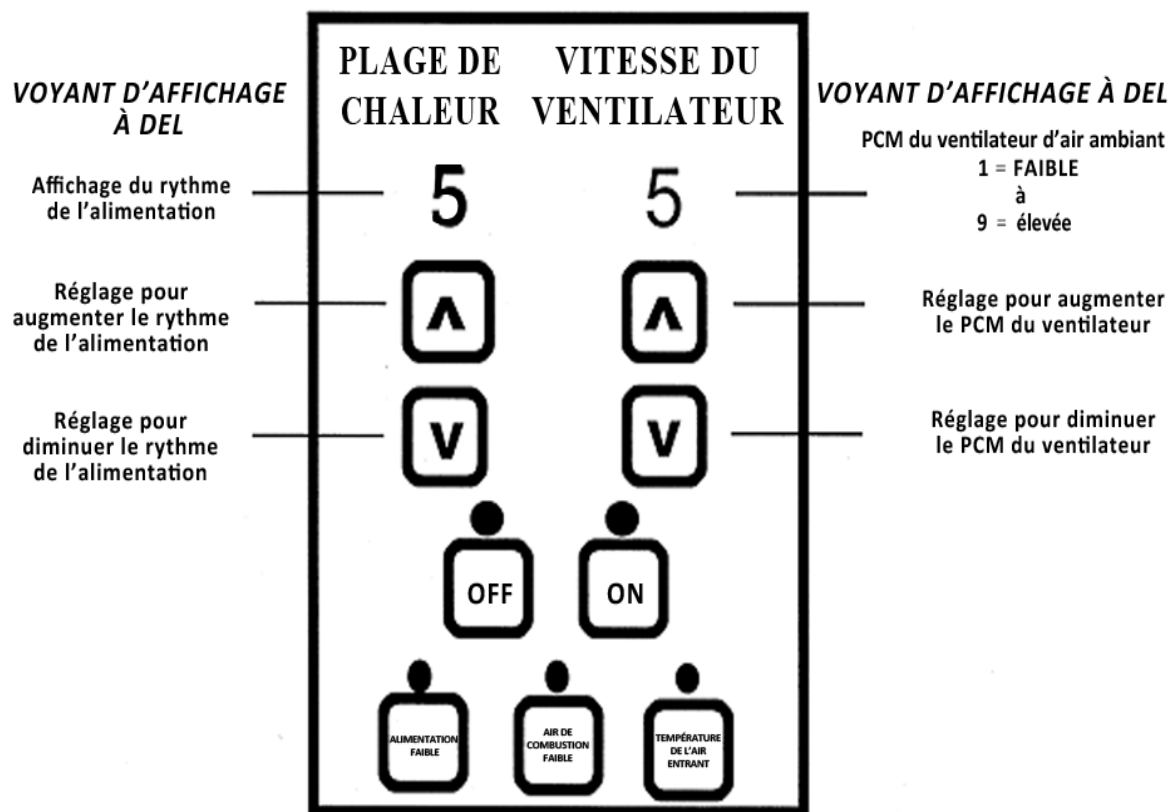 PLAGE DE
CHALEUR
VITESSE DU
VENTILATEUR
VOYANT D'AFFICHAGE
À DEL
Affichage du rythme
de l'alimentation
Réglage pour
augmenter le rythme
de l'alimentation
Réglage pour
diminuer le rythme
de l'alimentation
5
5
∧
∧
∨
∨
OFF
ON
ALIMENTATION
FAIBLE
AIR DE
COMBUSTION
FAIBLE
TEMPÉRATURE
DE L'AIR
ENTRANT
VOYANT D'AFFICHAGE À DEL
PCM du ventilateur d'air ambiant
1 = FAIBLE
à
9 = élevée
Réglage pour augmenter
le PCM du ventilateur
Réglage pour diminuer
le PCM du ventilateur